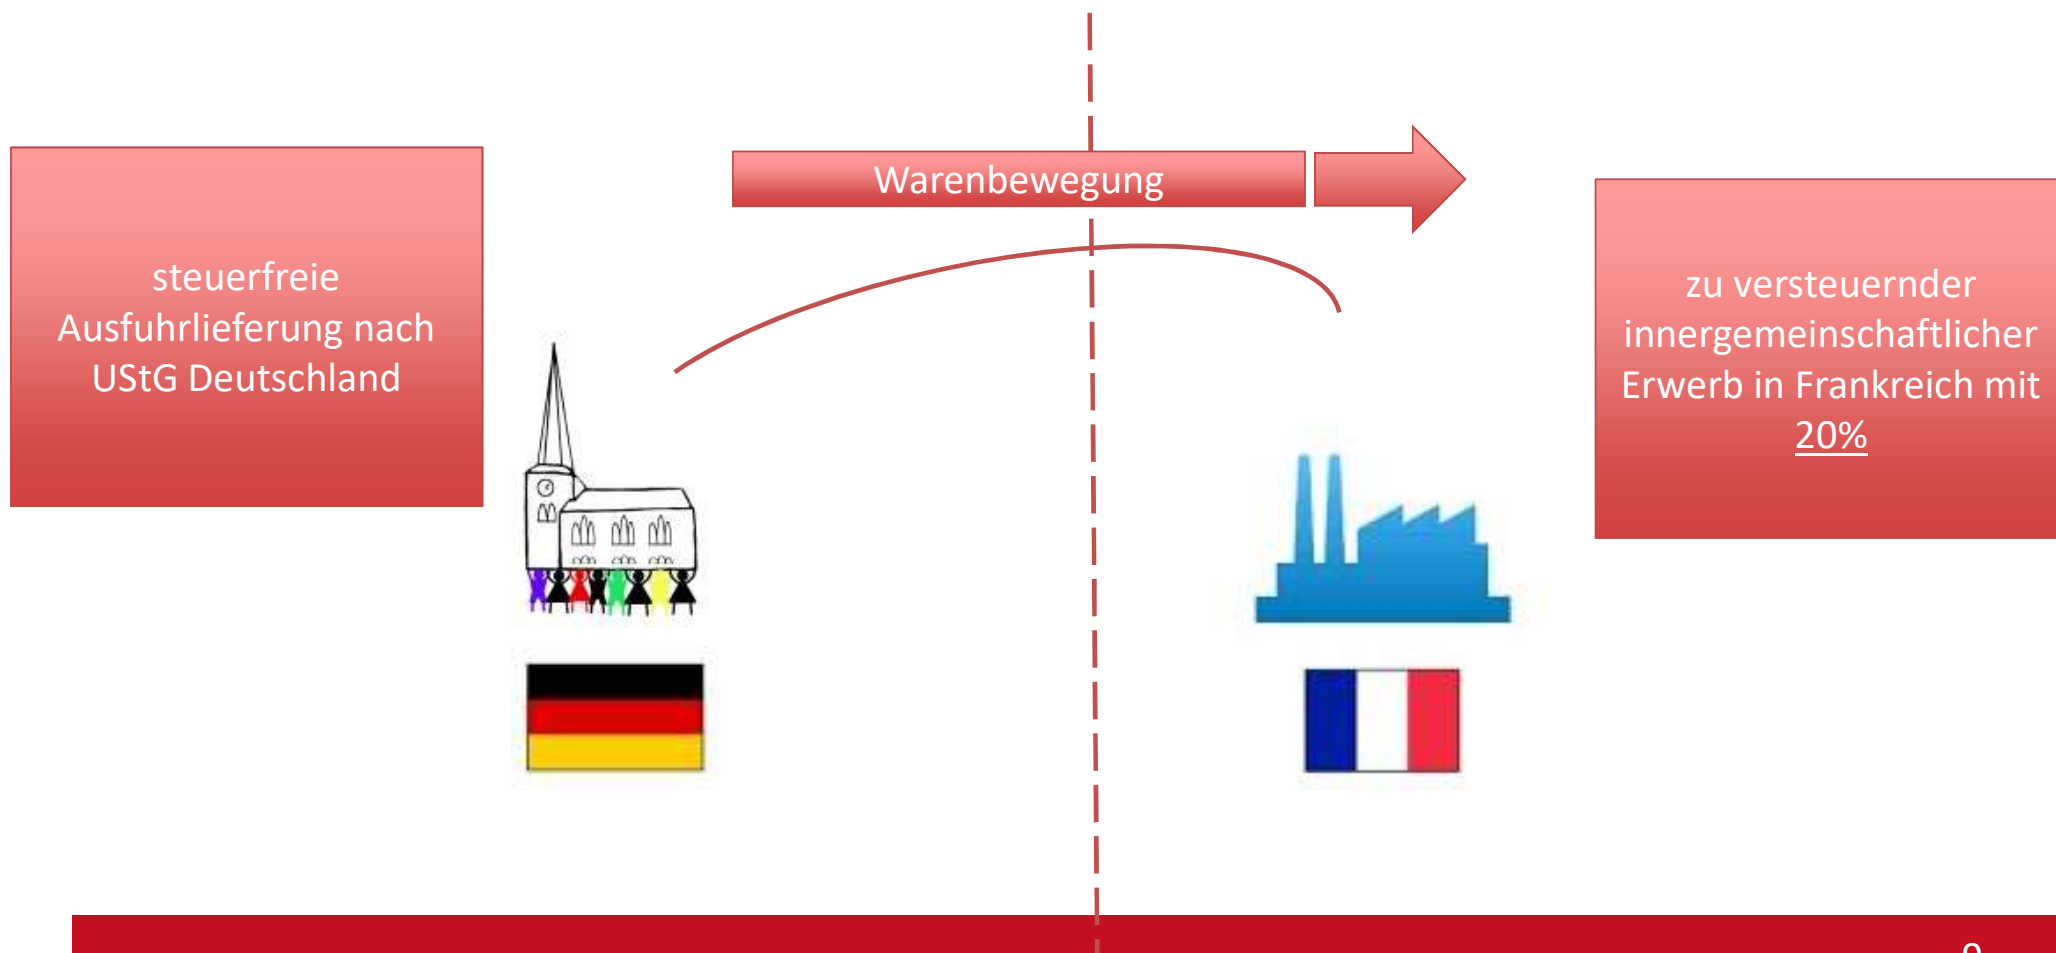 Warenbewegung
steuerfreie
Ausfuhrlieferung nach
UStG Deutschland
zu versteuernder
innergemeinschaftlicher
Erwerb in Frankreich mit
20%